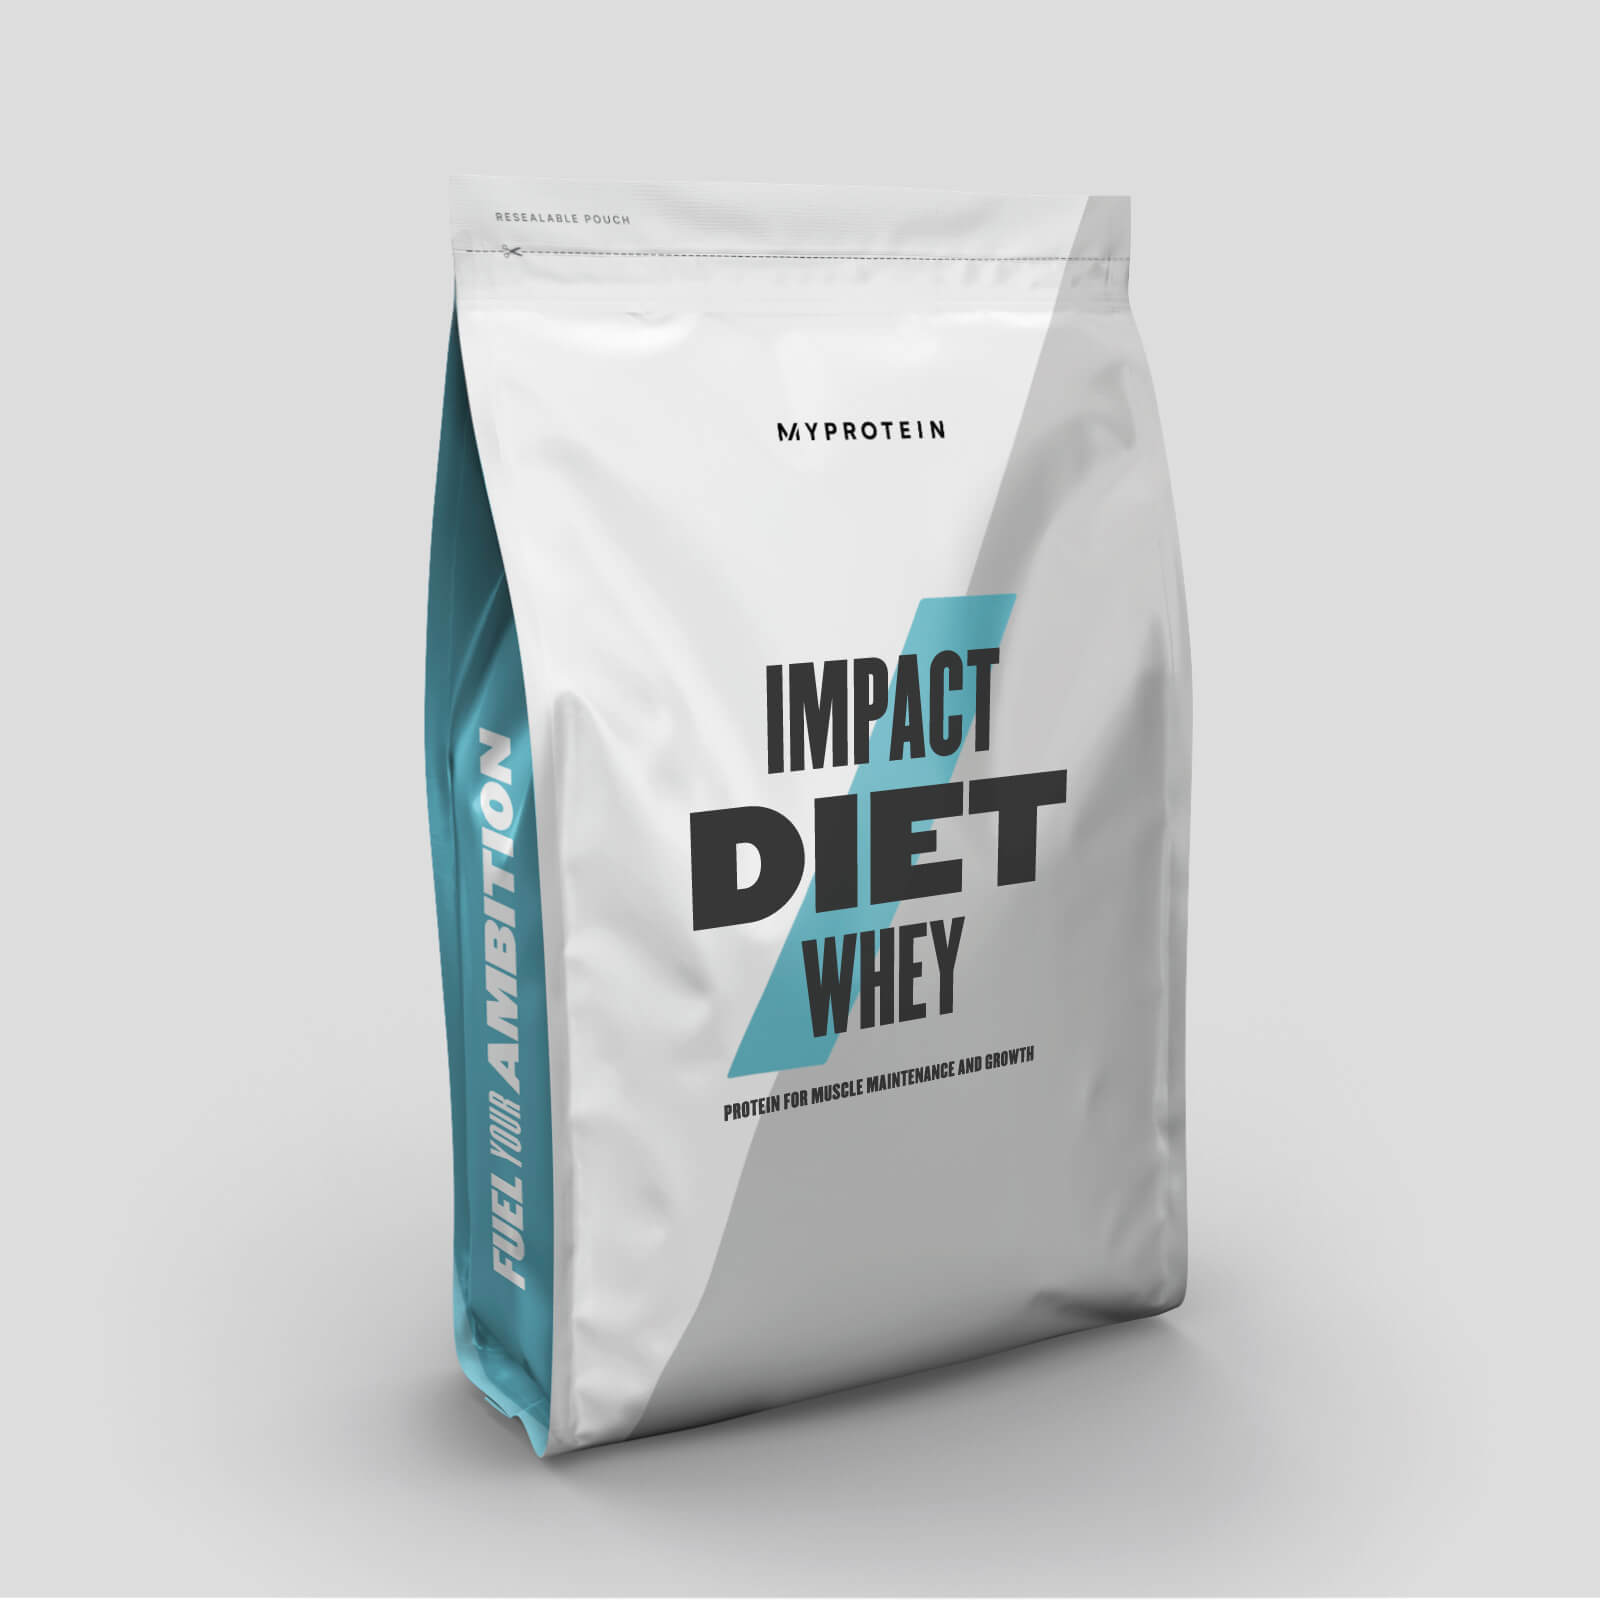 RESEALABLE POUCH
MYPROTEIN
IMPACT
DIET
WHEY
PROTEIN FOR MUSCLE MAINTENANCE AND GROWTH
FUEL YOUR AMBITION